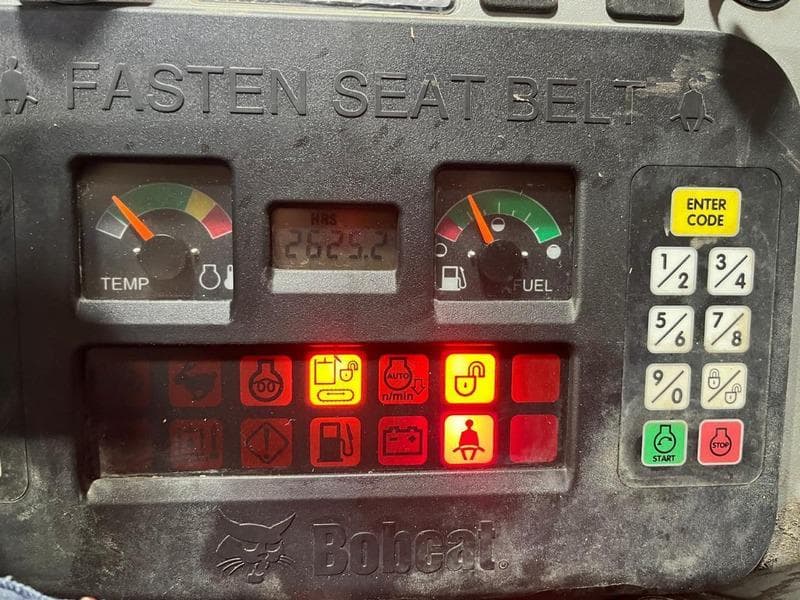 FASTEN SEAT BELT
HRS
2625.2
TEMP
FUEL
ENTER
CODE
1/2
3/4
5/6
7/8
9/0
AUTO
n/min
START
STOP
Bobcat